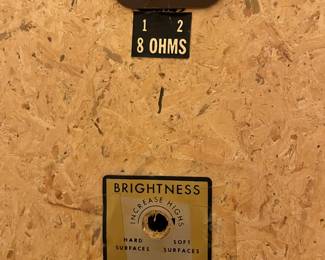 1 2
8 OHMS
BRIGHTNESS
INCREASE HIGHS
HARD SURFACES
SOFT SURFACES